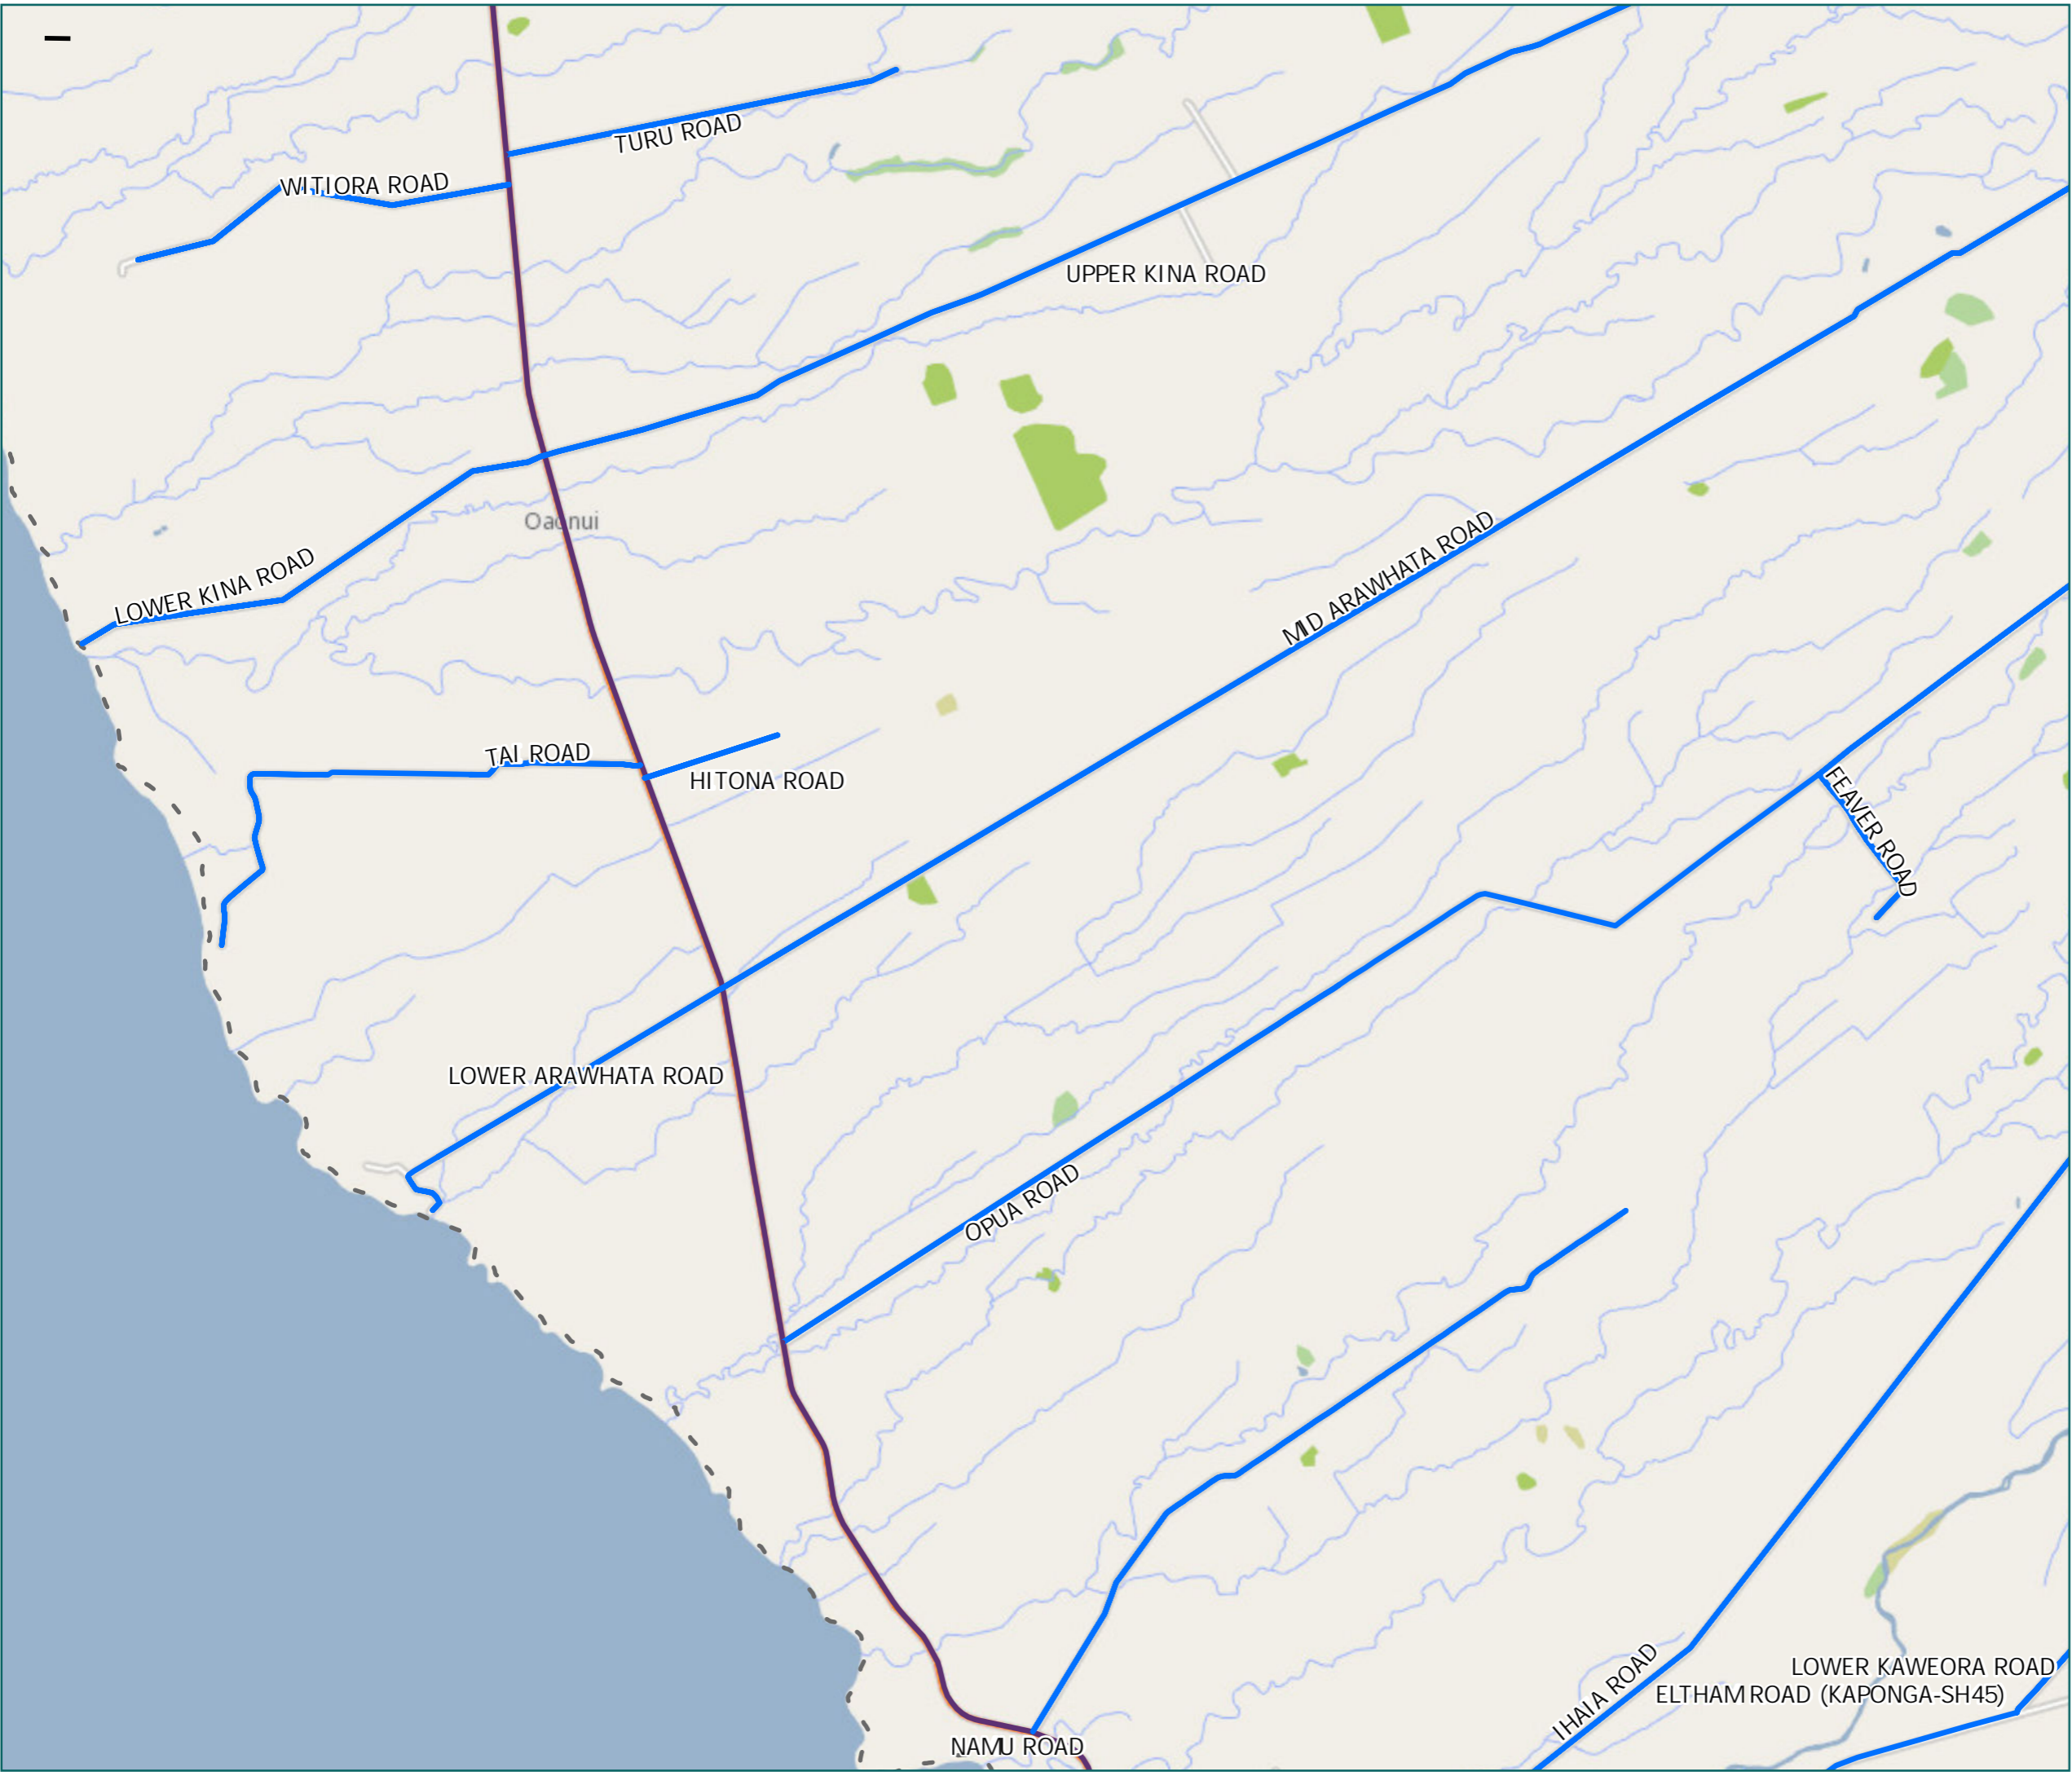 TURU ROAD
WITIORA ROAD
UPPER KINA ROAD
Oaonui
MID ARAWHATA ROAD
LOWER KINA ROAD
TAI ROAD
HITONA ROAD
FEAVER ROAD
LOWER ARAWHATA ROAD
OPUA ROAD
IHAIA ROAD
LOWER KAWEORA ROAD
ELTHAM ROAD (KAPONGA-SH45)
NAMU ROAD